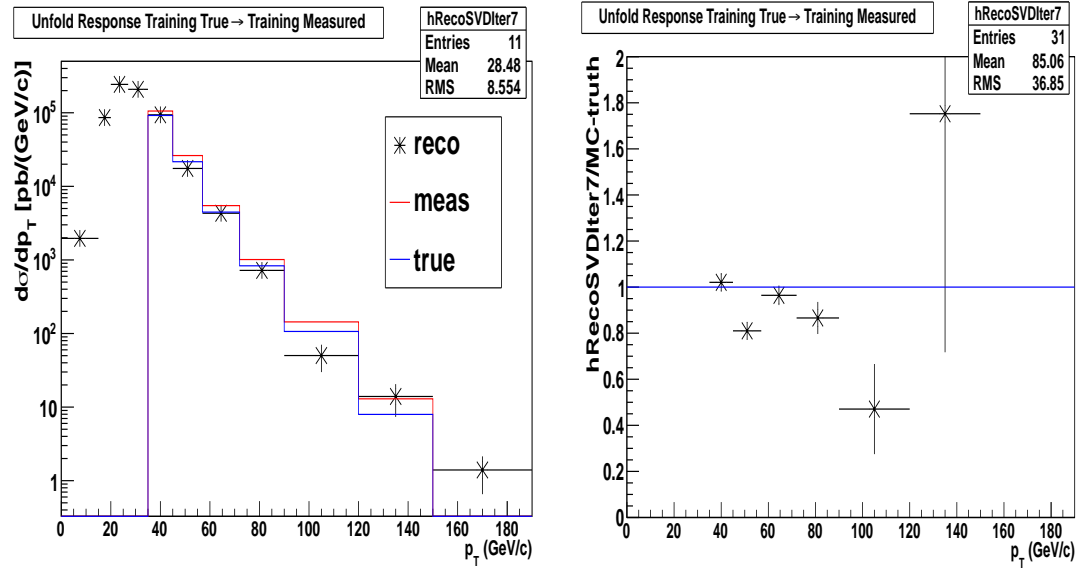 Unfold Response Training True → Training Measured
hRecoSVDIter7
Entries 11
Mean 28.48
RMS 8.554
dσ/dp_T [pb/(GeV/c)]
10^5
10^4
10^3
10^2
10
1
reco
meas
true
0 20 40 60 80 100 120 140 160 180
p_T (GeV/c)
Unfold Response Training True → Training Measured
hRecoSVDIter7
Entries 31
Mean 85.06
RMS 36.85
hRecoSVDIter7/MC-truth
2
1.8
1.6
1.4
1.2
1
0.8
0.6
0.4
0.2
0
0 20 40 60 80 100 120 140 160 180
p_T (GeV/c)